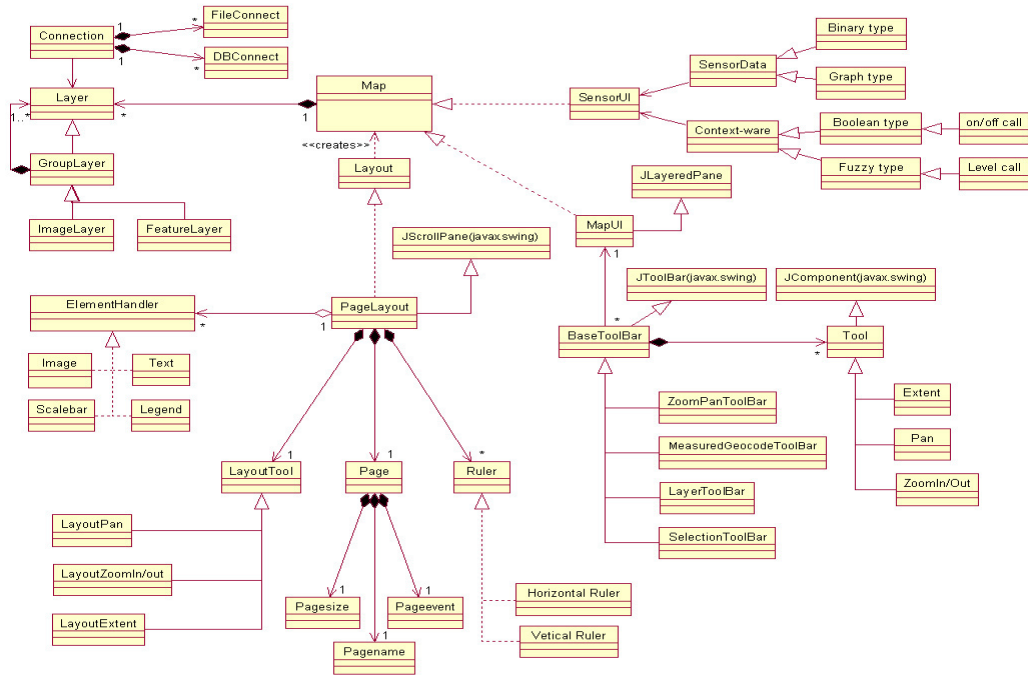 FileConnect
1
*
Connection
1
DBConnect
*
Binary type
SensorData
Graph type
Map
SensorUI
Layer
1..*
*
1
Boolean type
on/off call
Context-ware
<<creates>>
GroupLayer
Layout
Fuzzy type
Level call
JLayeredPane
ImageLayer
FeatureLayer
MapUI
JScrollPane(javax.swing)
1
JToolBar(javax.swing)
JComponent(javax.swing)
ElementHandler
PageLayout
*
1
*
BaseToolBar
Tool
*
Image
Text
Extent
ZoomPanToolBar
Scalebar
Legend
Pan
MeasuredGeocodeToolBar
1
1
*
LayoutTool
Page
Ruler
ZoomIn/Out
LayerToolBar
LayoutPan
SelectionToolBar
LayoutZoomIn/out
1
1
Pagesize
Pageevent
Horizontal Ruler
LayoutExtent
1
Vetical Ruler
Pagename